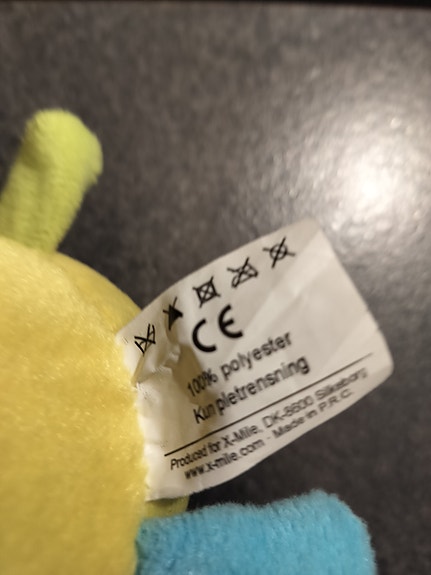 CE
100% polyester
Kun pletrensning
Produced for X-Mile, DK-8600 Silkeborg
www.x-mile.com - Made in P.R.C.